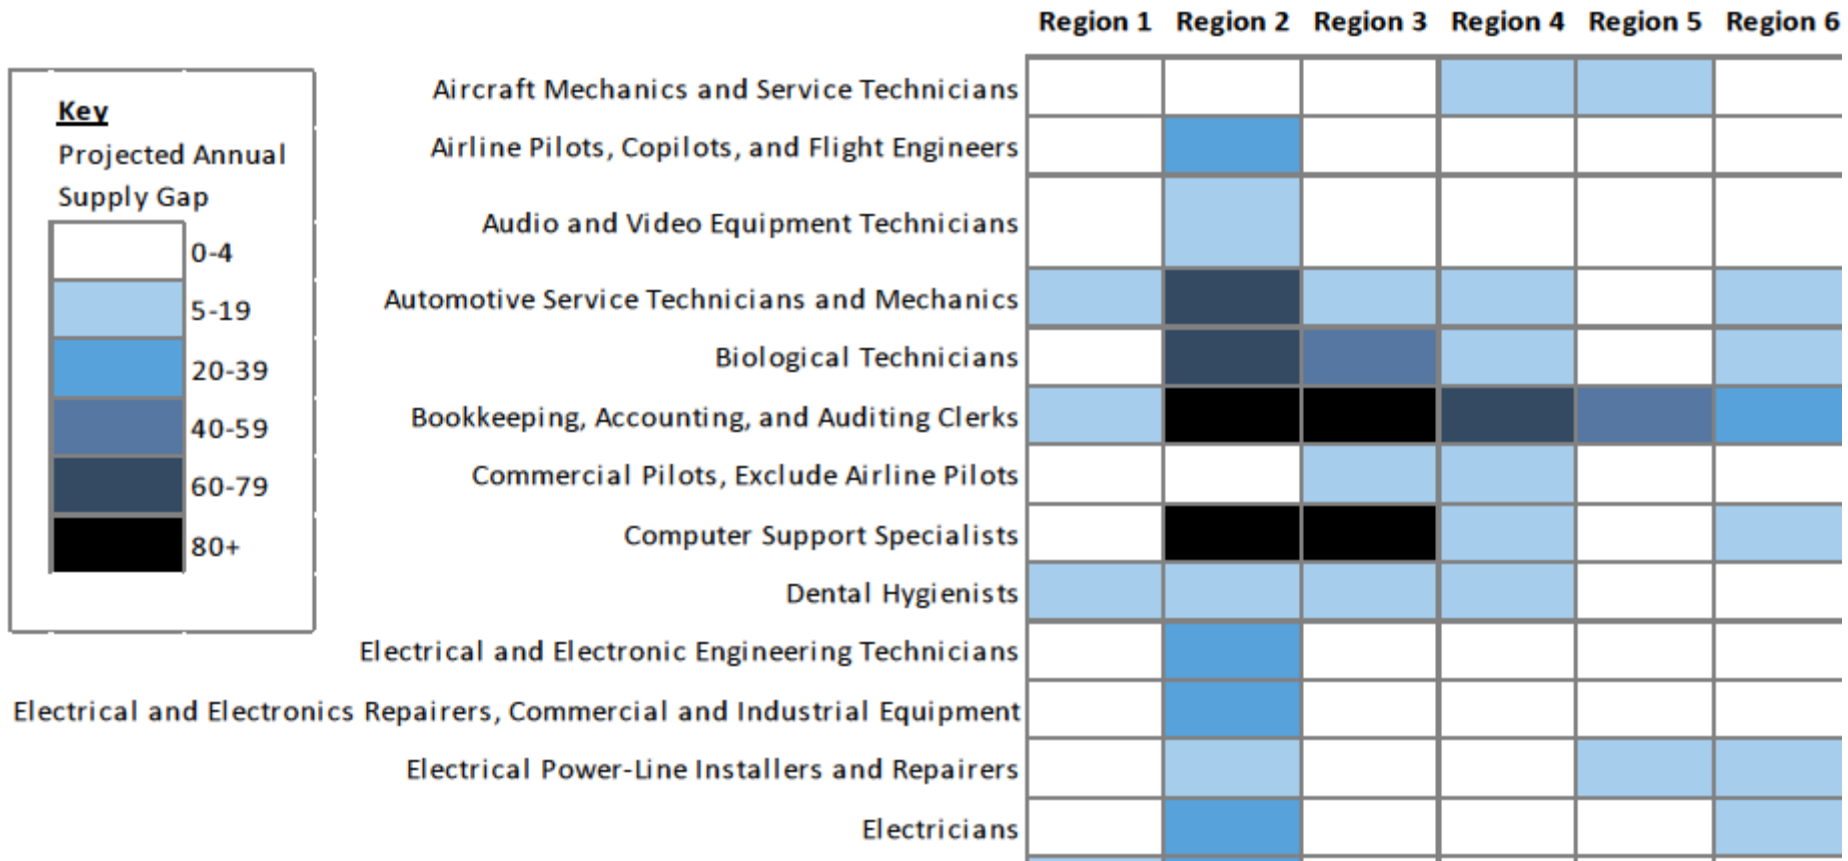 Region 1 Region 2 Region 3 Region 4 Region 5 Region 6
Key
Projected Annual
Supply Gap
0-4
5-19
20-39
40-59
60-79
80+
Aircraft Mechanics and Service Technicians
Airline Pilots, Copilots, and Flight Engineers
Audio and Video Equipment Technicians
Automotive Service Technicians and Mechanics
Biological Technicians
Bookkeeping, Accounting, and Auditing Clerks
Commercial Pilots, Exclude Airline Pilots
Computer Support Specialists
Dental Hygienists
Electrical and Electronic Engineering Technicians
Electrical and Electronics Repairers, Commercial and Industrial Equipment
Electrical Power-Line Installers and Repairers
Electricians